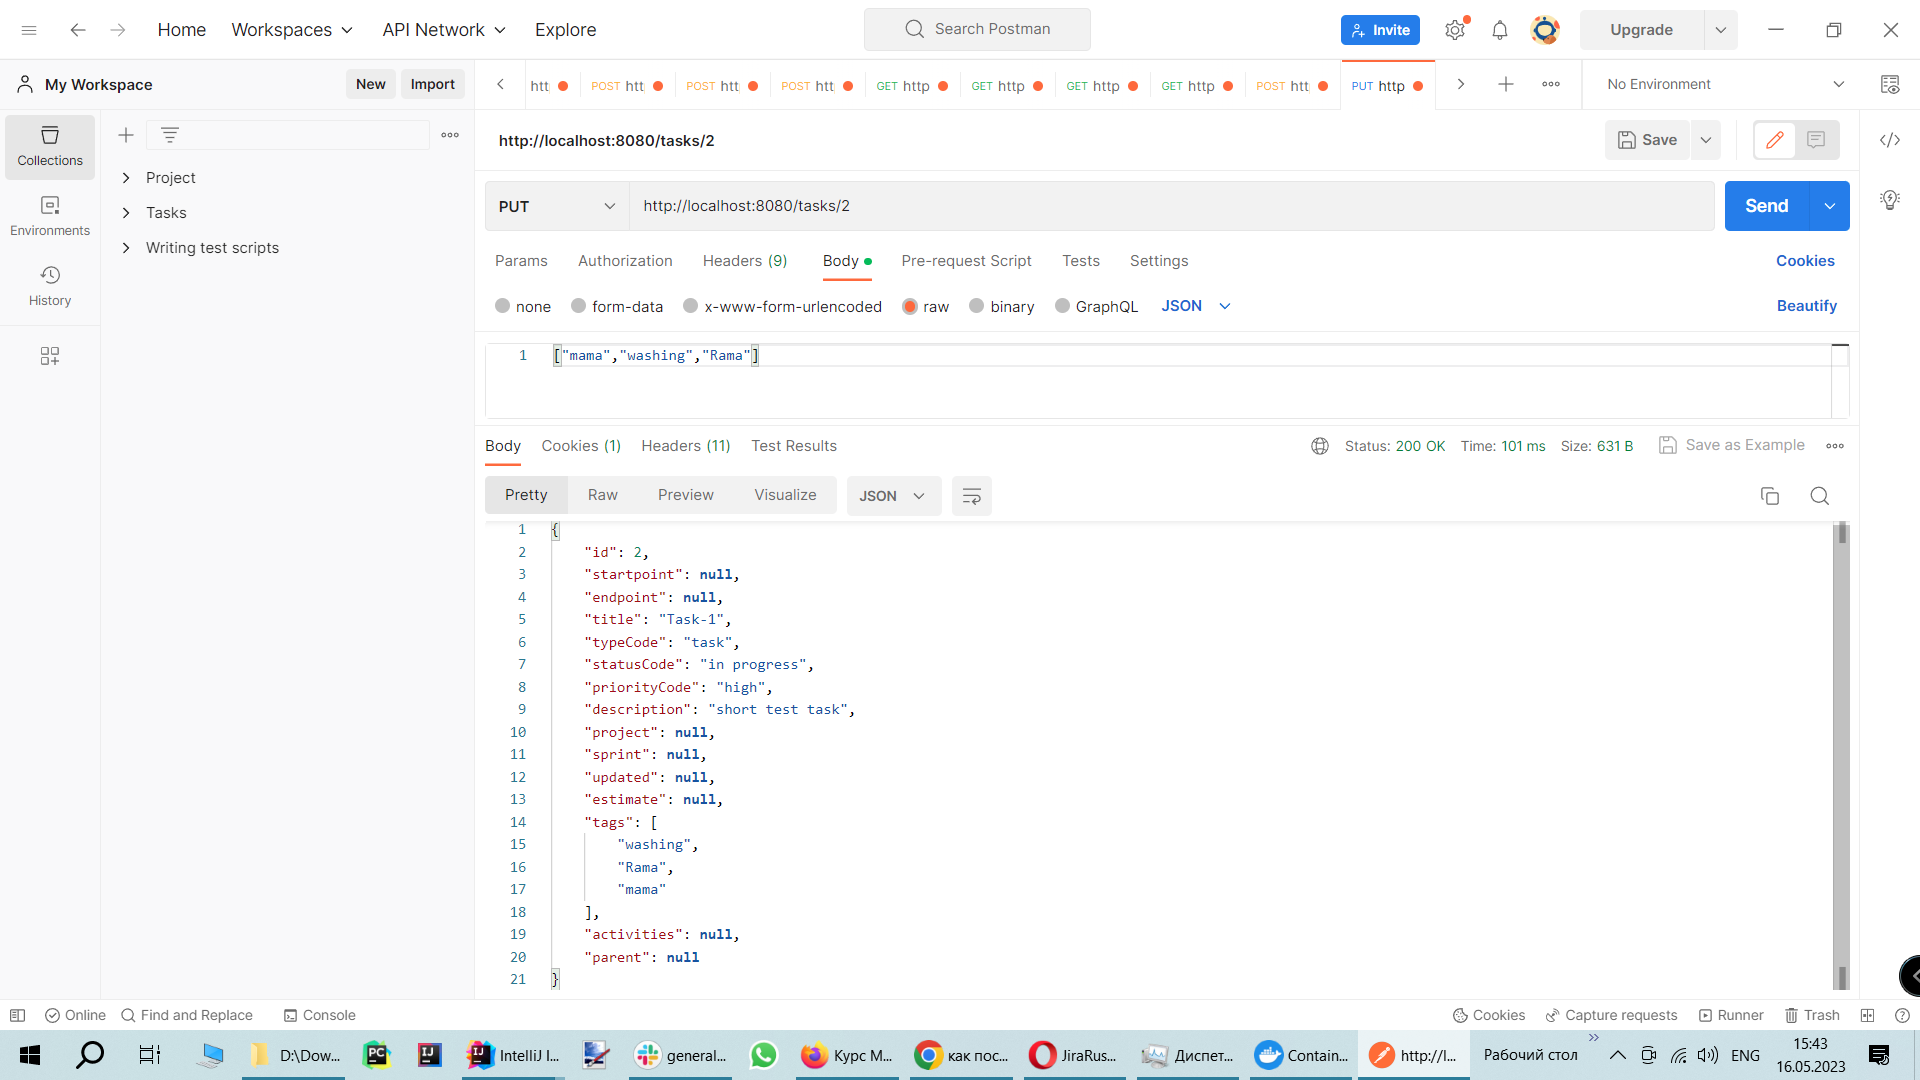 Home
Workspaces
API Network
Explore
Search Postman
Invite
Upgrade
My Workspace
New
Import
htt
POST htt
POST htt
POST htt
GET http
GET http
GET http
GET http
POST htt
PUT http
No Environment
Collections
Environments
History
Project
Tasks
Writing test scripts
http://localhost:8080/tasks/2
Save
PUT
http://localhost:8080/tasks/2
Send
Params
Authorization
Headers (9)
Body
Pre-request Script
Tests
Settings
Cookies
none
form-data
x-www-form-urlencoded
raw
binary
GraphQL
JSON
Beautify
1 ["mama","washing","Rama"]
Body
Cookies (1)
Headers (11)
Test Results
Status: 200 OK
Time: 101 ms
Size: 631 B
Save as Example
Pretty
Raw
Preview
Visualize
JSON
1 {
2 "id": 2,
3 "startpoint": null,
4 "endpoint": null,
5 "title": "Task-1",
6 "typeCode": "task",
7 "statusCode": "in progress",
8 "priorityCode": "high",
9 "description": "short test task",
10 "project": null,
11 "sprint": null,
12 "updated": null,
13 "estimate": null,
14 "tags": [
15 "washing",
16 "Rama",
17 "mama"
18 ],
19 "activities": null,
20 "parent": null
21 }
Online
Find and Replace
Console
Cookies
Capture requests
Runner
Trash
D:\Dow...
PC
IJ
IntelliJ I...
general...
Курс M...
как пос...
JiraRus...
Диспет...
Contain...
http://l...
Рабочий стол
ENG
15:43
16.05.2023